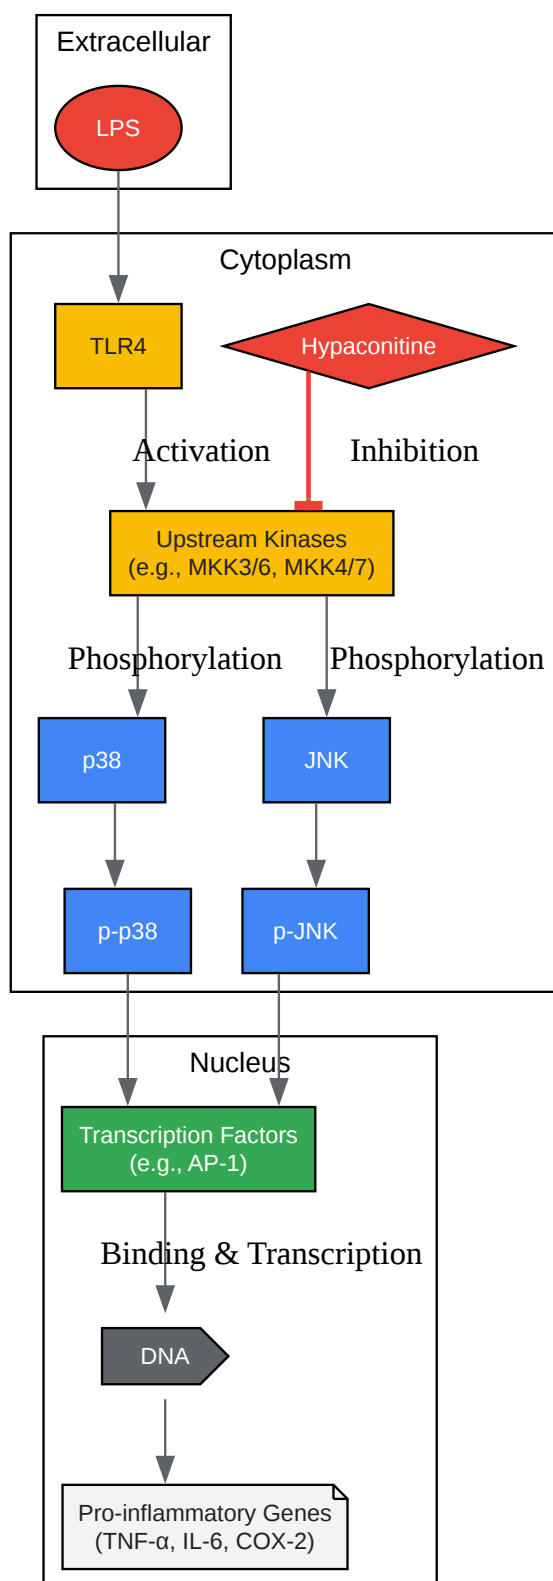 Extracellular
LPS
Cytoplasm
TLR4
Hypaconitine
Activation
Inhibition
Upstream Kinases
(e.g., MKK3/6, MKK4/7)
Phosphorylation
Phosphorylation
p38
JNK
p-p38
p-JNK
Nucleus
Transcription Factors
(e.g., AP-1)
Binding & Transcription
DNA
Pro-inflammatory Genes
(TNF-α, IL-6, COX-2)